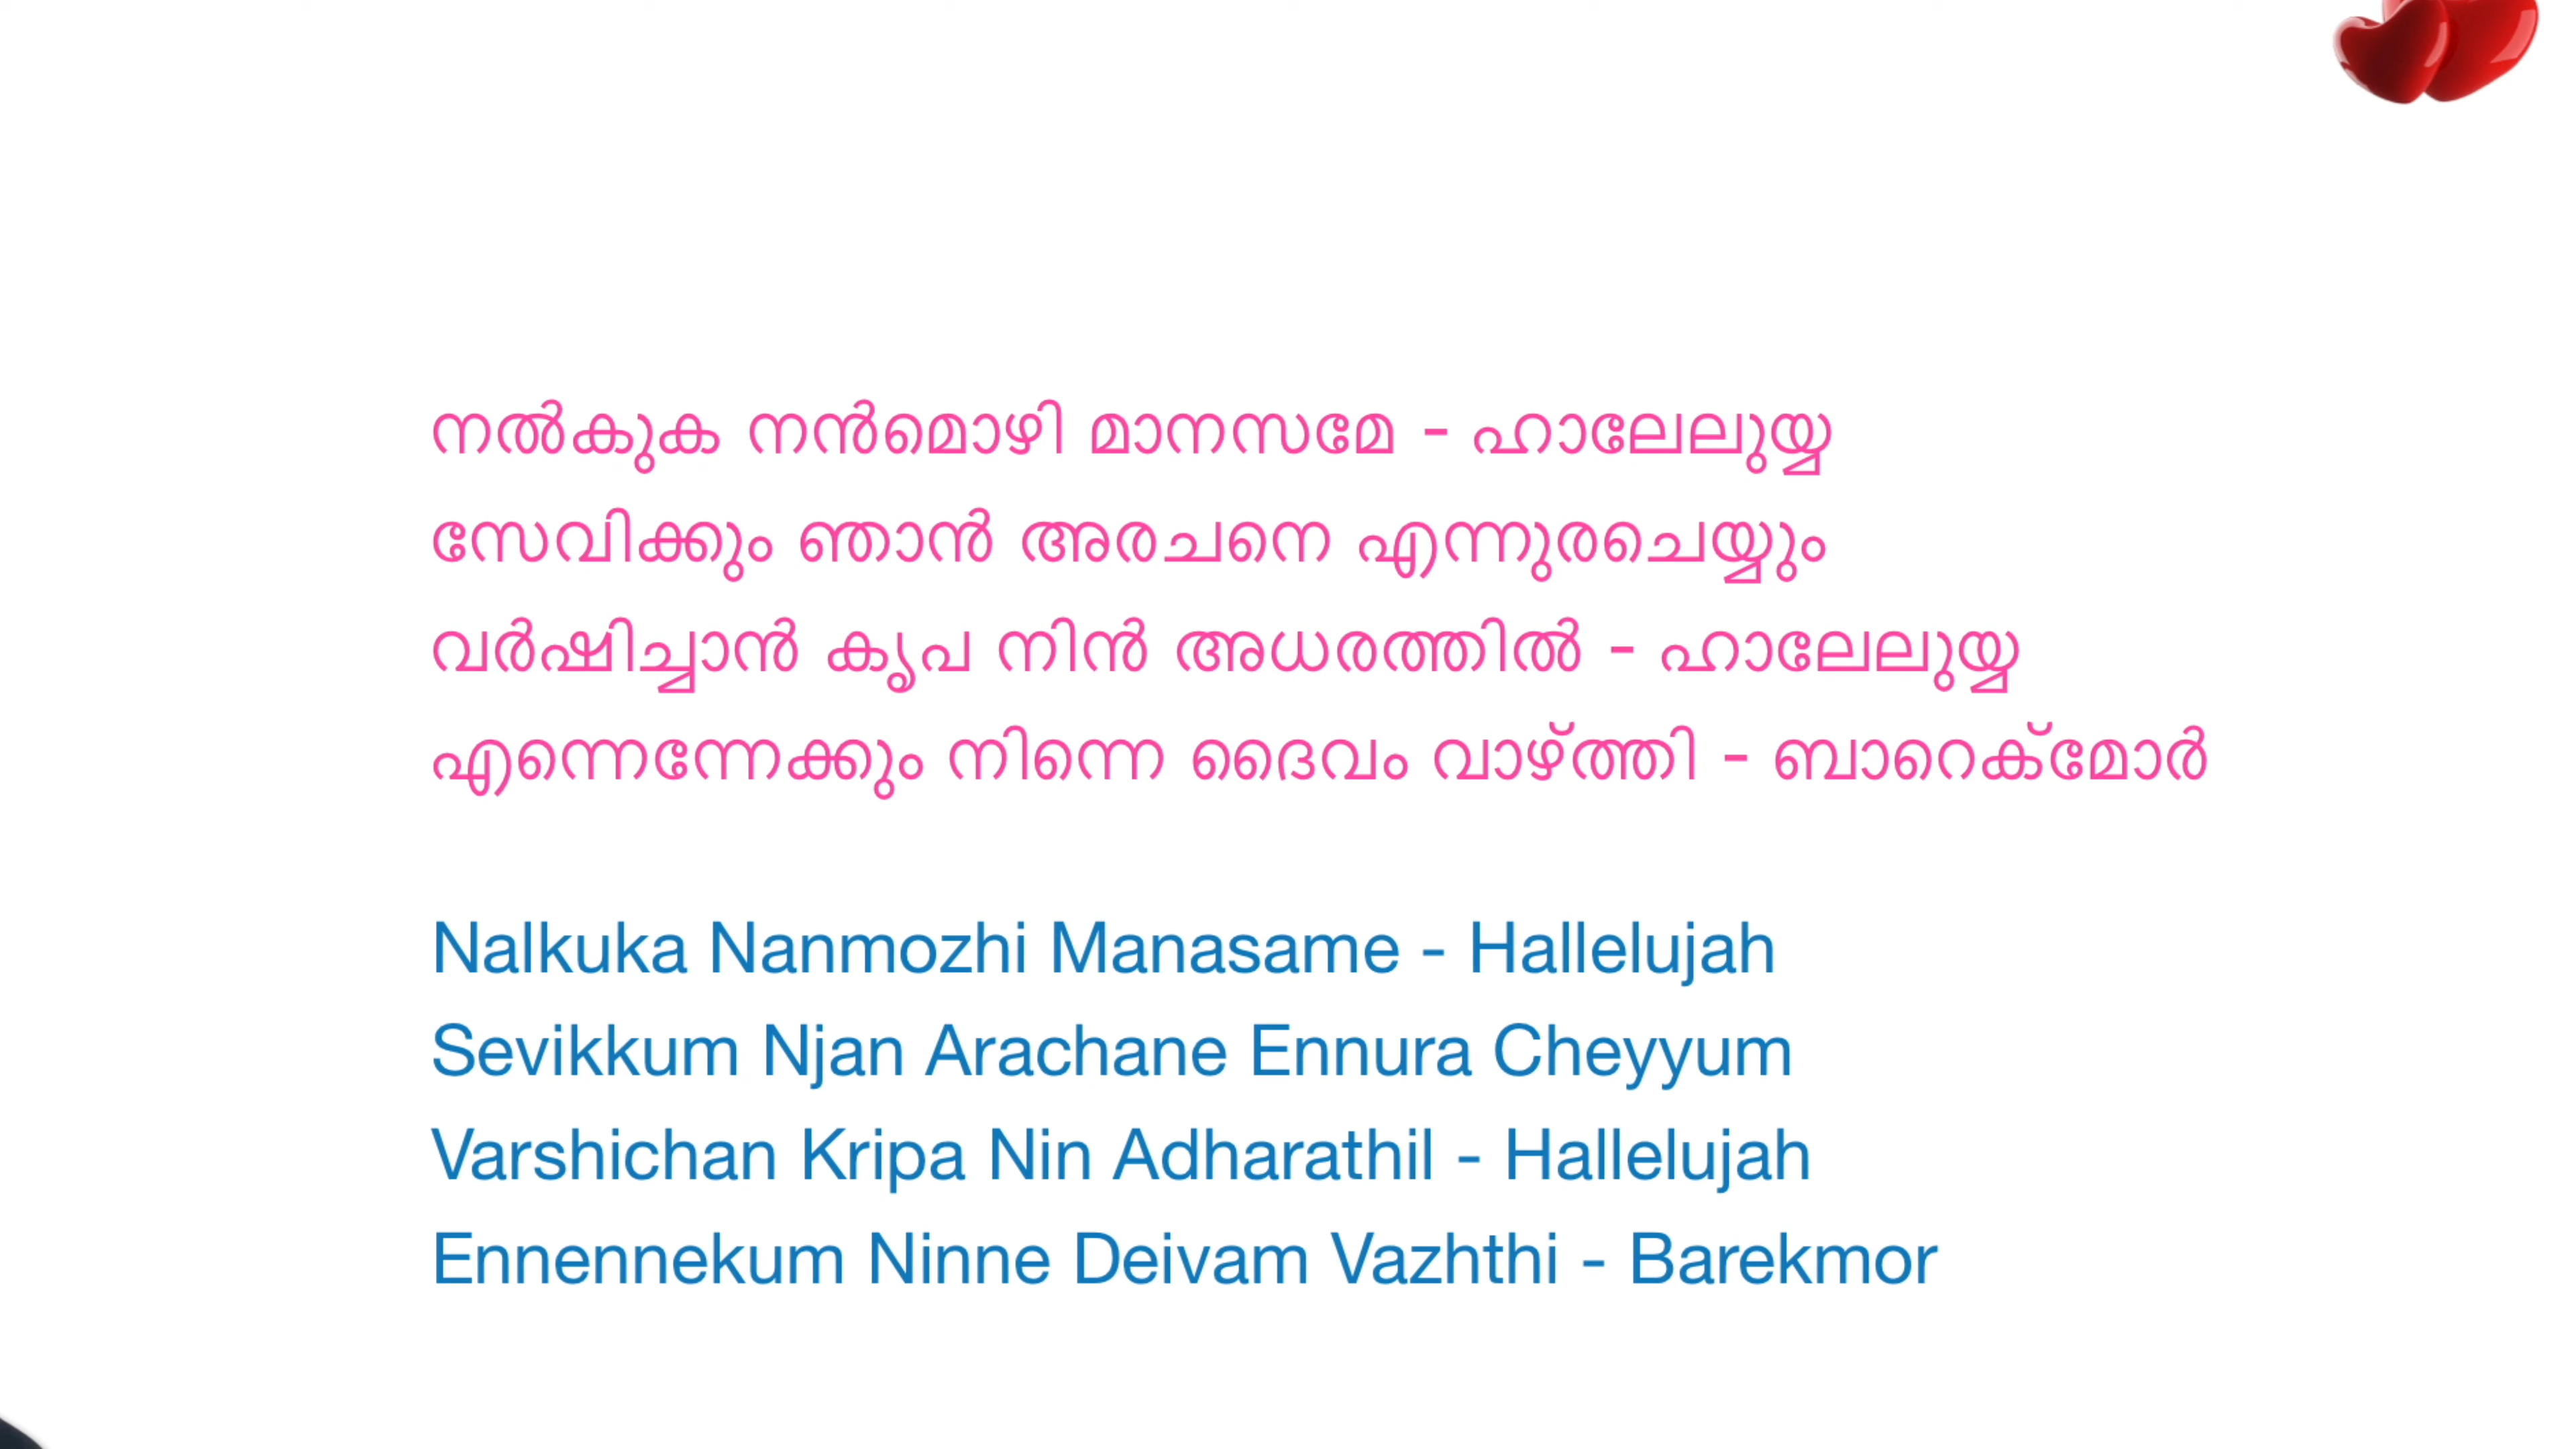 നൽകുക നൻമൊഴി മാനസമേ - ഹാലേലുയ്യ
സേവിക്കും ഞാൻ അരചനെ എന്നുരചെയ്യും
വർഷിച്ചാൻ കൃപ നിൻ അധരത്തിൽ - ഹാലേലുയ്യ
എന്നെന്നേക്കും നിന്നെ ദൈവം വാഴ്ത്തി - ബാറെക്മോർ
Nalkuka Nanmozhi Manasame - Hallelujah
Sevikkum Njan Arachane Ennura Cheyyum
Varshichan Kripa Nin Adharathil - Hallelujah
Ennennekum Ninne Deivam Vazhthi - Barekmor